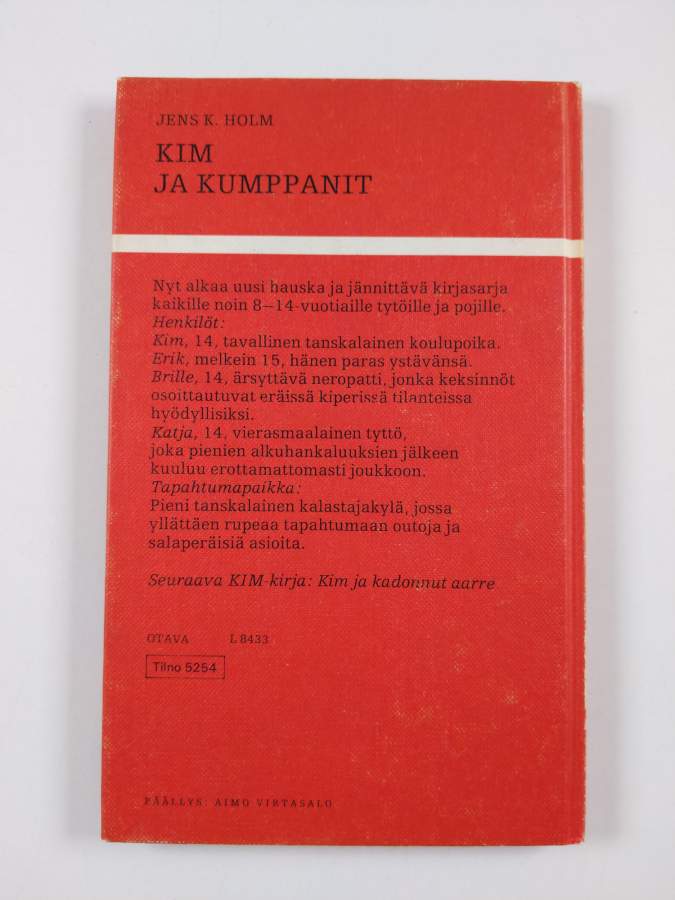 JENS K. HOLM
KIM
JA KUMPPANIT
Nyt alkaa uusi hauska ja jännittävä kirjasarja
kaikille noin 8–14-vuotiaille tytöille ja pojille.
Henkilöt:
Kim, 14, tavallinen tanskalainen koulupoika.
Erik, melkein 15, hänen paras ystävänsä.
Brille, 14, ärsyttävä neropatti, jonka keksinnöt
osoittautuvat eräissä kiperissä tilanteissa
hyödyllisiksi.
Katja, 14, vierasmaalainen tyttö,
joka pienien alkuhankaluuksien jälkeen
kuuluu erottamattomasti joukkoon.
Tapahtumapaikka:
Pieni tanskalainen kalastajakylä, jossa
yllättäen rupeaa tapahtumaan outoja ja
salaperäisiä asioita.
Seuraava KIM-kirja: Kim ja kadonnut aarre
OTAVA L 8433
Tilno 5254
PÄÄLLYS: AIMO VIRTASALO